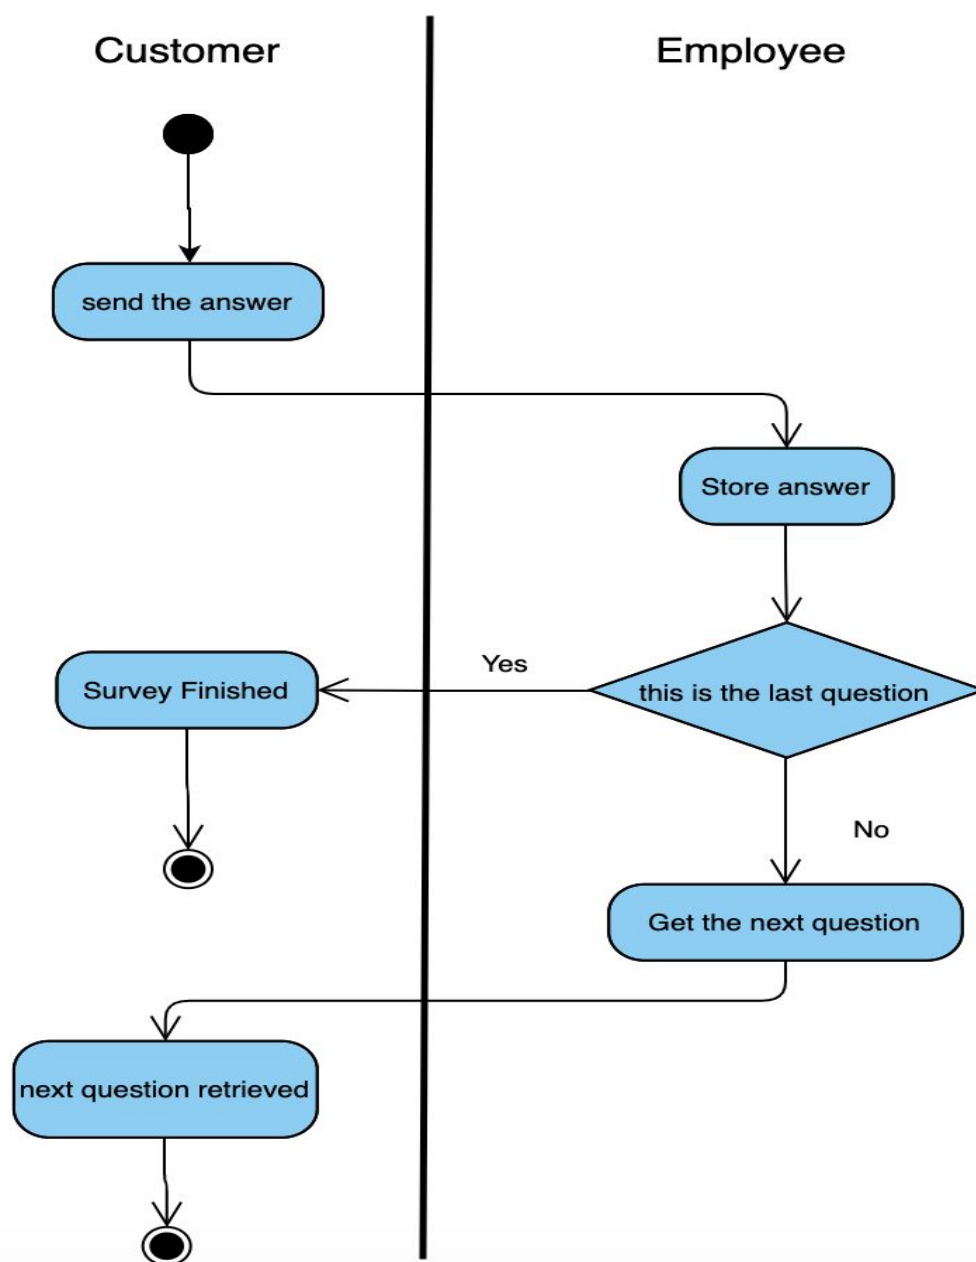 Customer
Employee
send the answer
Store answer
Yes
Survey Finished
this is the last question
No
Get the next question
next question retrieved